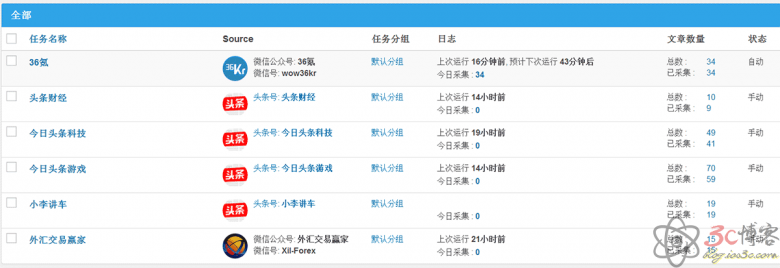 全部
任务名称 Source 任务分组 日志 文章数量 状态
36氪 微信公众号: 36氪 默认分组 上次运行 16分钟前, 预计下次运行 43分钟后 总数 : 34 自动
36Kr 微信号: wow36kr 今日采集 : 34 已采集 : 34
头条财经 头条 头条号: 头条财经 默认分组 上次运行 14小时前 总数 : 10 手动
今日采集 : 0 已采集 : 9
今日头条科技 头条 头条号: 今日头条科技 默认分组 上次运行 19小时前 总数 : 49 手动
今日采集 : 0 已采集 : 41
今日头条游戏 头条 头条号: 今日头条游戏 默认分组 上次运行 14小时前 总数 : 70 手动
今日采集 : 0 已采集 : 59
小李讲车 头条 头条号: 小李讲车 默认分组 总数 : 19 手动
今日采集 : 0 已采集 : 19
外汇交易赢家 微信公众号: 外汇交易赢家 默认分组 上次运行 21小时前 总数 : 15 手动
微信号: Xil-Forex 今日采集 : 0 已采集 : 15
3c博客
blog.ios3c.com